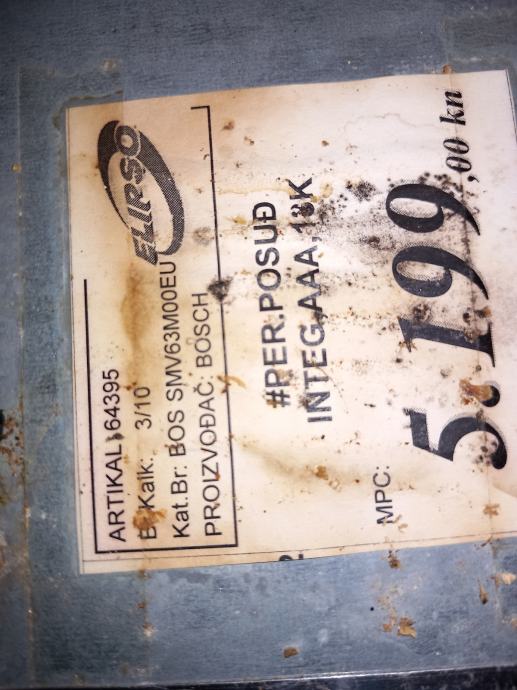 ELIPSO
ARTIKAL: 64395
Kalk: 3/10
Kat.Br: BOS SMV63M00EU
PROIZVOĐAČ: BOSCH
#PER.POSUĐ
INTEG,AAA,13K
MPC: 5.199,00 kn